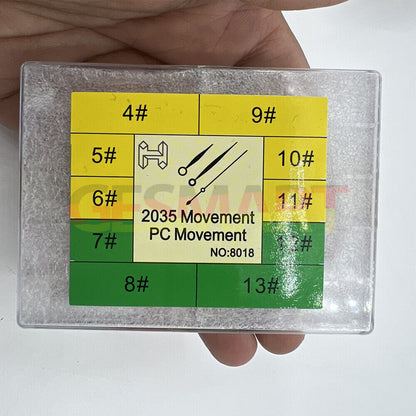 4# 9#
5# 10#
6# 11#
7# 12#
8# 13#
2035 Movement
PC Movement
NO:8018
GESMART